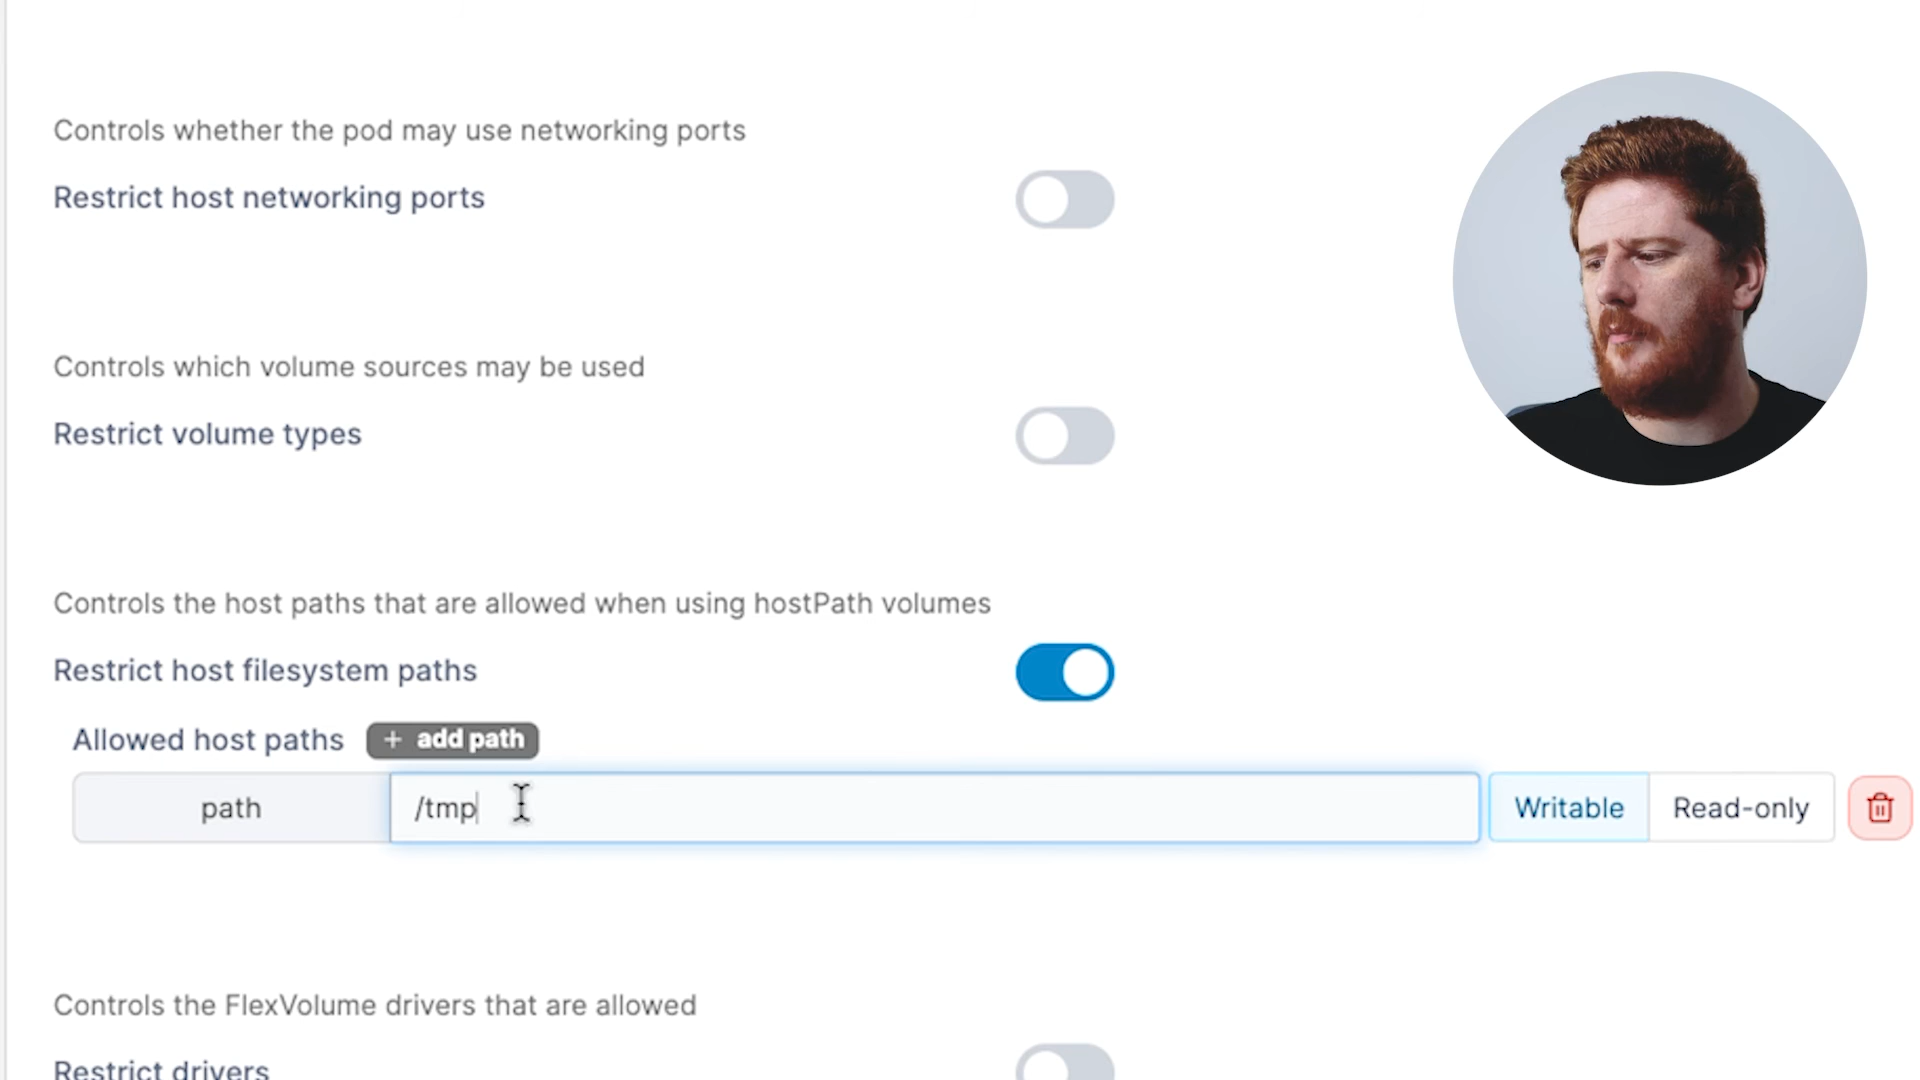 Controls whether the pod may use networking ports
Restrict host networking ports
Controls which volume sources may be used
Restrict volume types
Controls the host paths that are allowed when using hostPath volumes
Restrict host filesystem paths
Allowed host paths + add path
path /tmp Writable Read-only
Controls the FlexVolume drivers that are allowed
Restrict drivers